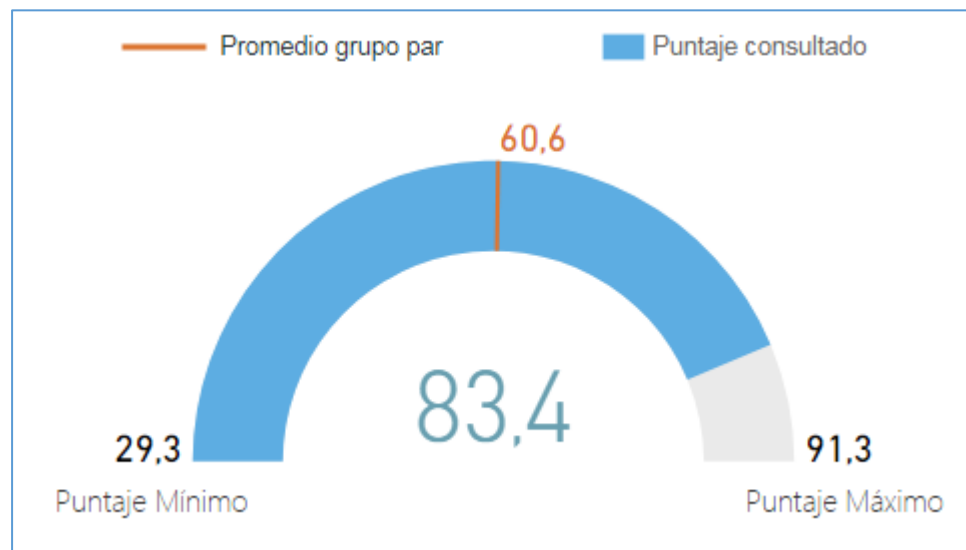 Promedio grupo par
Puntaje consultado
60,6
83,4
29,3
91,3
Puntaje Mínimo
Puntaje Máximo